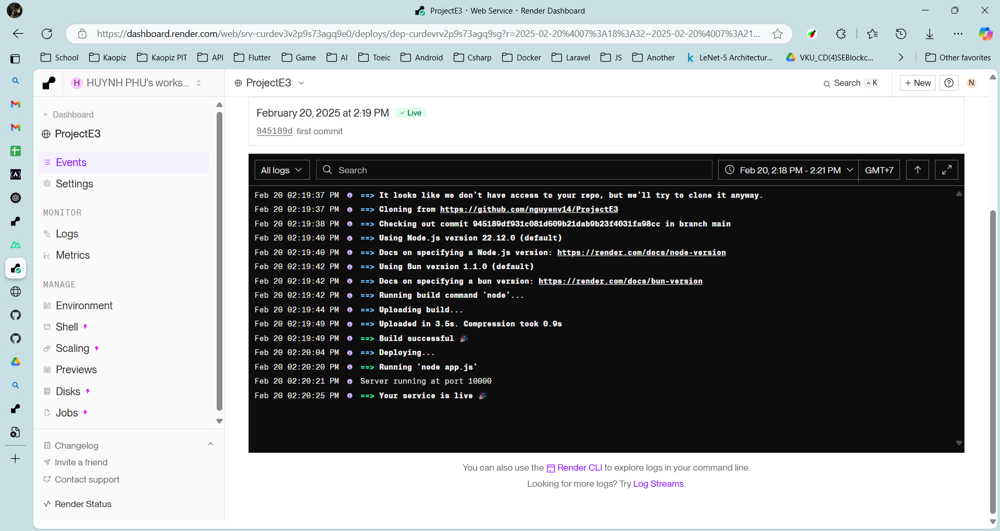 ProjectE3 · Web Service · Render Dashboard
https://dashboard.render.com/web/srv-curdev3v2p9s73agq9e0/deploys/dep-curdevrv2p9s73agq9sg?r=2025-02-20%4007%3A18%3A32~2025-02-20%4007%3A21...
School
Kaopiz
Kaopiz PIT
API
Flutter
Game
AI
Toeic
Android
Csharp
Docker
Laravel
JS
Another
LeNet-5 Architectur...
VKU_CD(4)SEBlockc...
Other favorites
H HUYNH PHU's works...
ProjectE3
Search ^ K
+ New
N
← Dashboard
ProjectE3
Events
Settings
MONITOR
Logs
Metrics
MANAGE
Environment
Shell
Scaling
Previews
Disks
Jobs
Changelog
Invite a friend
Contact support
Render Status
February 20, 2025 at 2:19 PM ✓ Live
945189d first commit
All logs
Search
Feb 20, 2:18 PM - 2:21 PM
GMT+7
Feb 20 02:19:37 PM ==> It looks like we don't have access to your repo, but we'll try to clone it anyway.
Feb 20 02:19:37 PM ==> Cloning from https://github.com/nguyenv14/ProjectE3
Feb 20 02:19:38 PM ==> Checking out commit 945189df931c081d609b21dab9b23f4031fa98cc in branch main
Feb 20 02:19:40 PM ==> Using Node.js version 22.12.0 (default)
Feb 20 02:19:40 PM ==> Docs on specifying a Node.js version: https://render.com/docs/node-version
Feb 20 02:19:42 PM ==> Using Bun version 1.1.0 (default)
Feb 20 02:19:42 PM ==> Docs on specifying a bun version: https://render.com/docs/bun-version
Feb 20 02:19:42 PM ==> Running build command 'node'...
Feb 20 02:19:44 PM ==> Uploading build...
Feb 20 02:19:49 PM ==> Uploaded in 3.5s. Compression took 0.9s
Feb 20 02:19:49 PM ==> Build successful 🎉
Feb 20 02:20:04 PM ==> Deploying...
Feb 20 02:20:20 PM ==> Running 'node app.js'
Feb 20 02:20:21 PM Server running at port 10000
Feb 20 02:20:25 PM ==> Your service is live 🎉
You can also use the Render CLI to explore logs in your command line.
Looking for more logs? Try Log Streams.